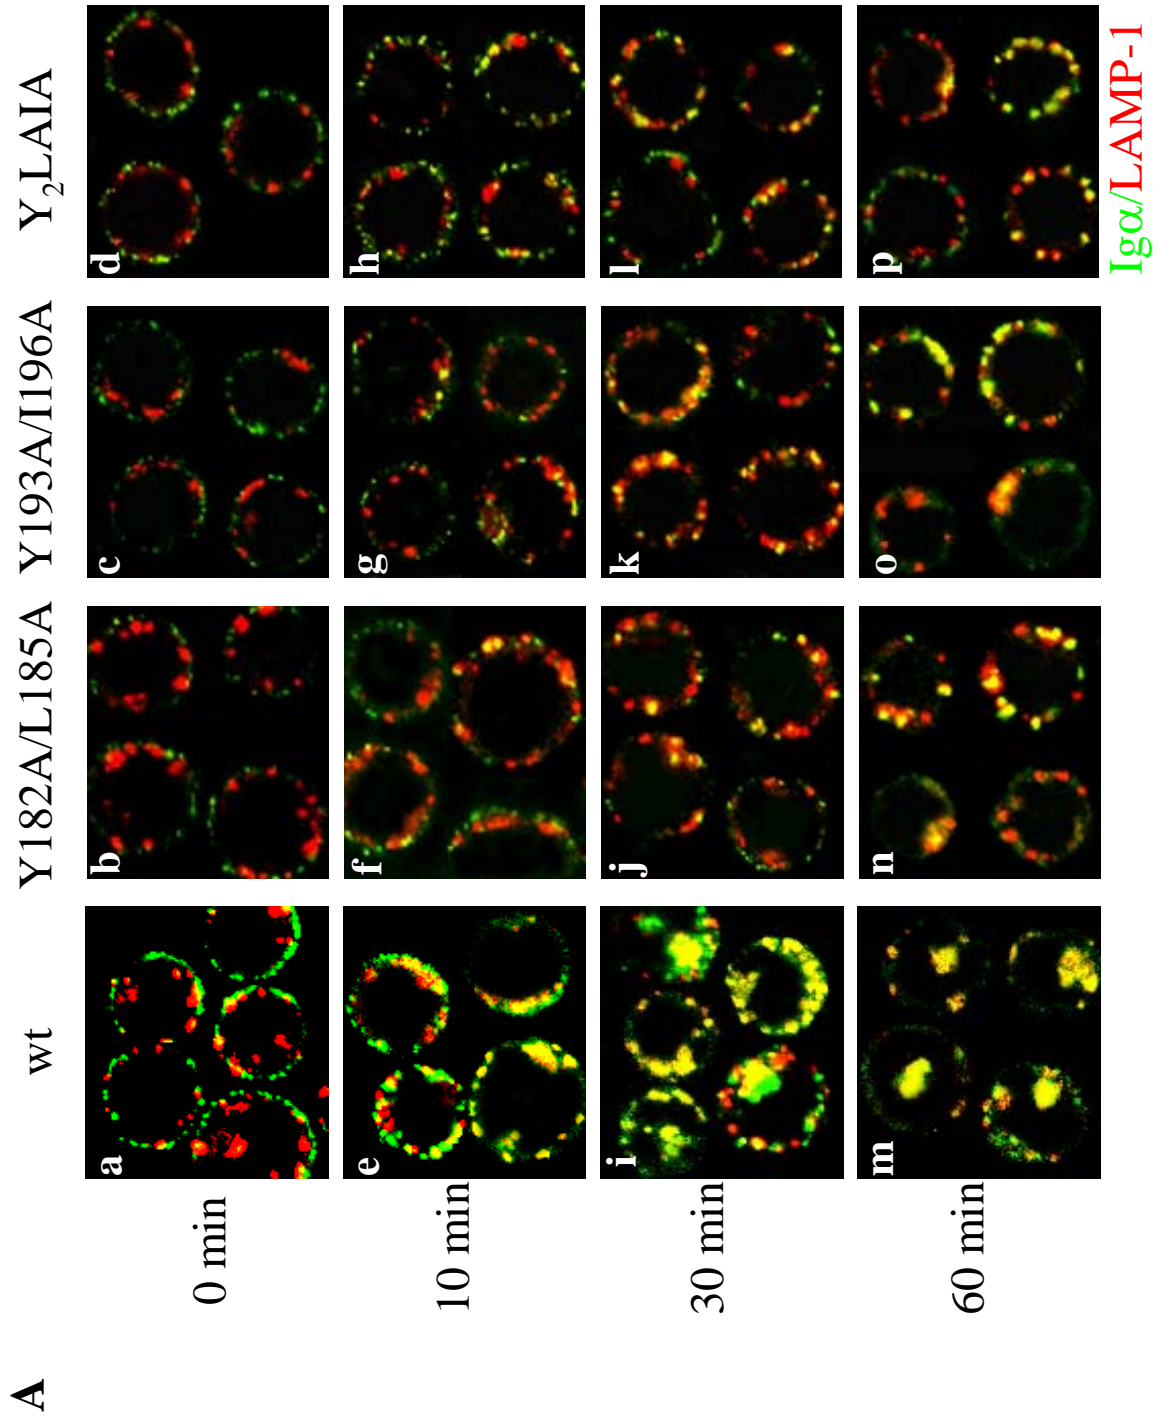 A
wt Y182A/L185A Y193A/I196A Y₂LAIA
0 min a b c d
10 min e f g h
30 min i j k l
60 min m n o p
Igα/LAMP-1